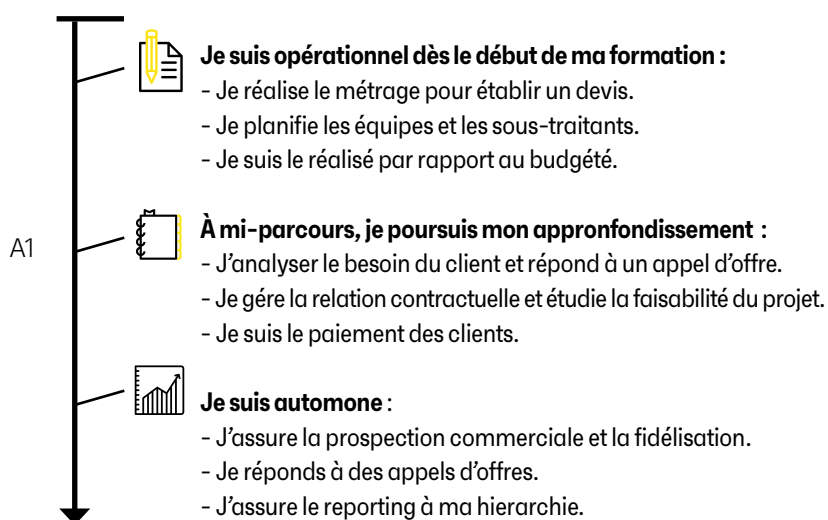 Je suis opérationnel dès le début de ma formation :
- Je réalise le métrage pour établir un devis.
- Je planifie les équipes et les sous-traitants.
- Je suis le réalisé par rapport au budgété.
À mi-parcours, je poursuis mon appronfondissement :
A1
- J'analyser le besoin du client et répond à un appel d'offre.
- Je gére la relation contractuelle et étudie la faisabilité du projet.
- Je suis le paiement des clients.
Je suis automone :
- J'assure la prospection commerciale et la fidélisation.
- Je réponds à des appels d'offres.
- J'assure le reporting à ma hierarchie.